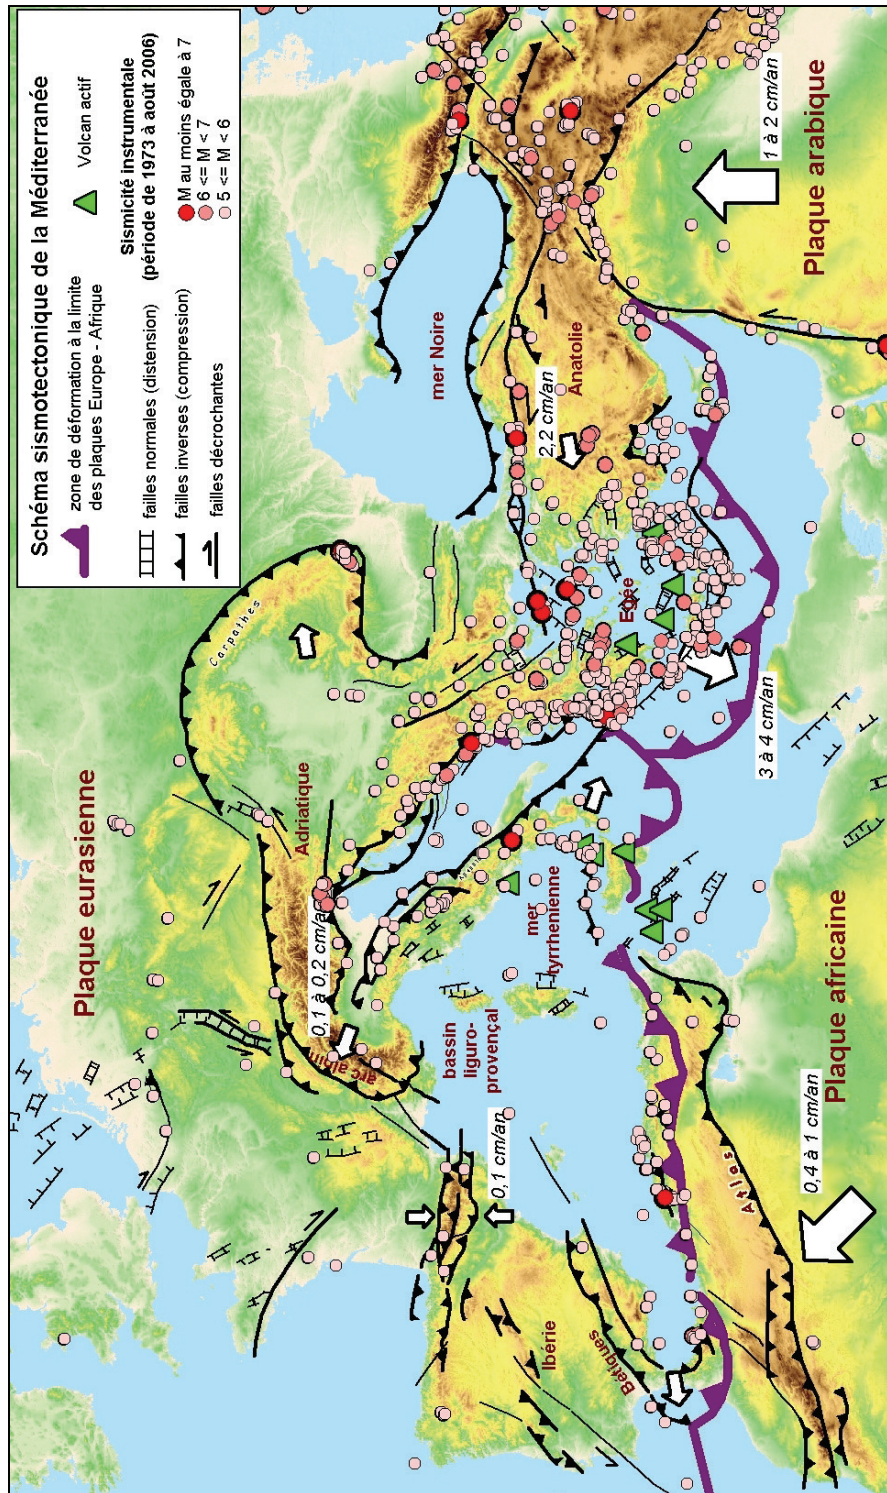 Schéma sismotectonique de la Méditerranée
zone de déformation à la limite
des plaques Europe - Afrique
failles normales (distension)
failles inverses (compression)
failles décrochantes
Volcan actif
Sismicité instrumentale
(période de 1973 à août 2006)
M au moins égale à 7
6 <= M < 7
5 <= M < 6
Plaque eurasienne
Carpathes
mer Noire
Adriatique
0,1 à 0,2 cm/an
arc alpin
bassin
liguro-
provençal
0,1 cm/an
mer
tyrrhenienne
Egée
2,2 cm/an
Anatolie
Ibérie
Betiques
3 à 4 cm/an
1 à 2 cm/an
Plaque arabique
Atlas
0,4 à 1 cm/an
Plaque africaine